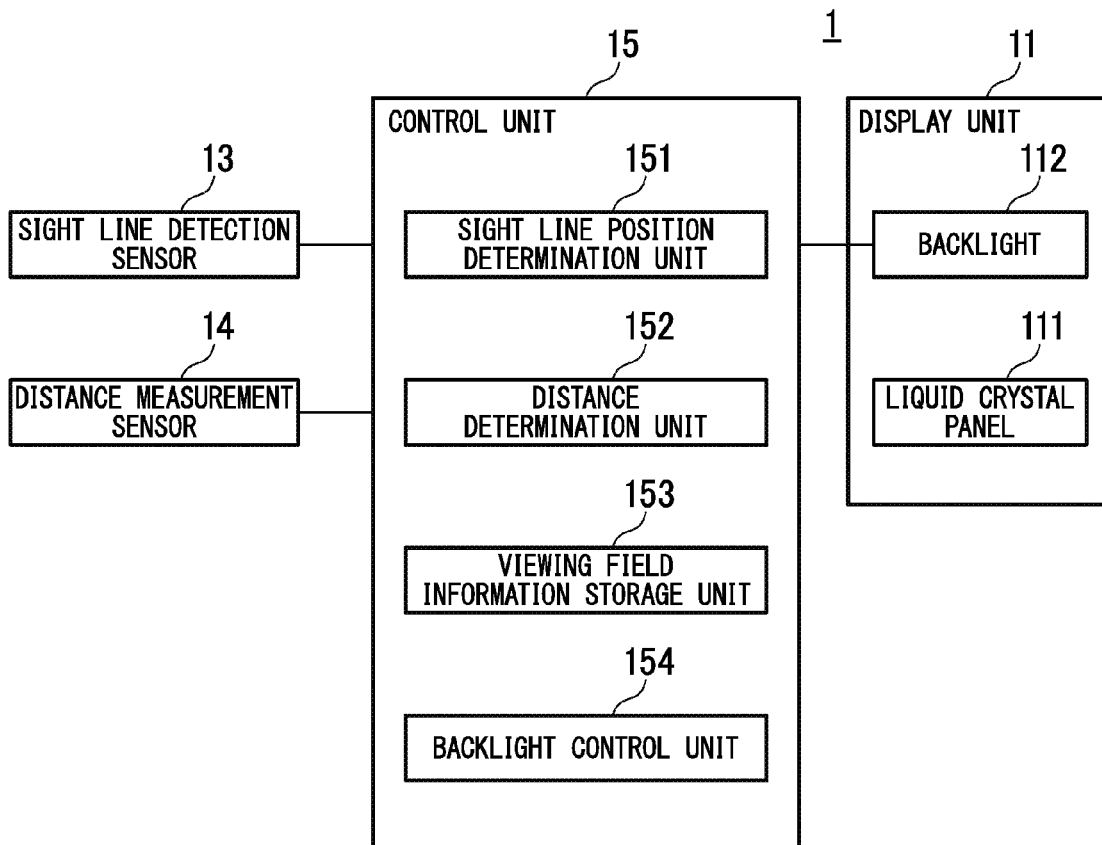 1
15
11
CONTROL UNIT
DISPLAY UNIT
13
151
112
SIGHT LINE DETECTION
SENSOR
SIGHT LINE POSITION
DETERMINATION UNIT
BACKLIGHT
14
152
111
DISTANCE MEASUREMENT
SENSOR
DISTANCE
DETERMINATION UNIT
LIQUID CRYSTAL
PANEL
153
VIEWING FIELD
INFORMATION STORAGE UNIT
154
BACKLIGHT CONTROL UNIT